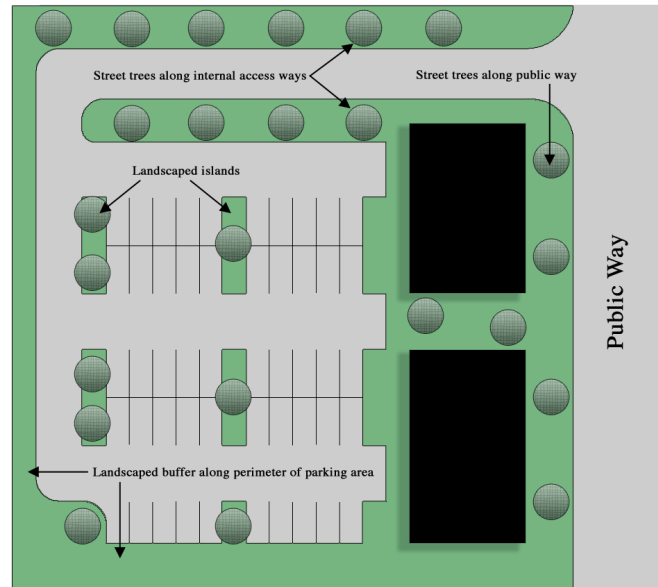 Street trees along internal access ways
Street trees along public way
Landscaped islands
Public Way
Landscaped buffer along perimeter of parking area